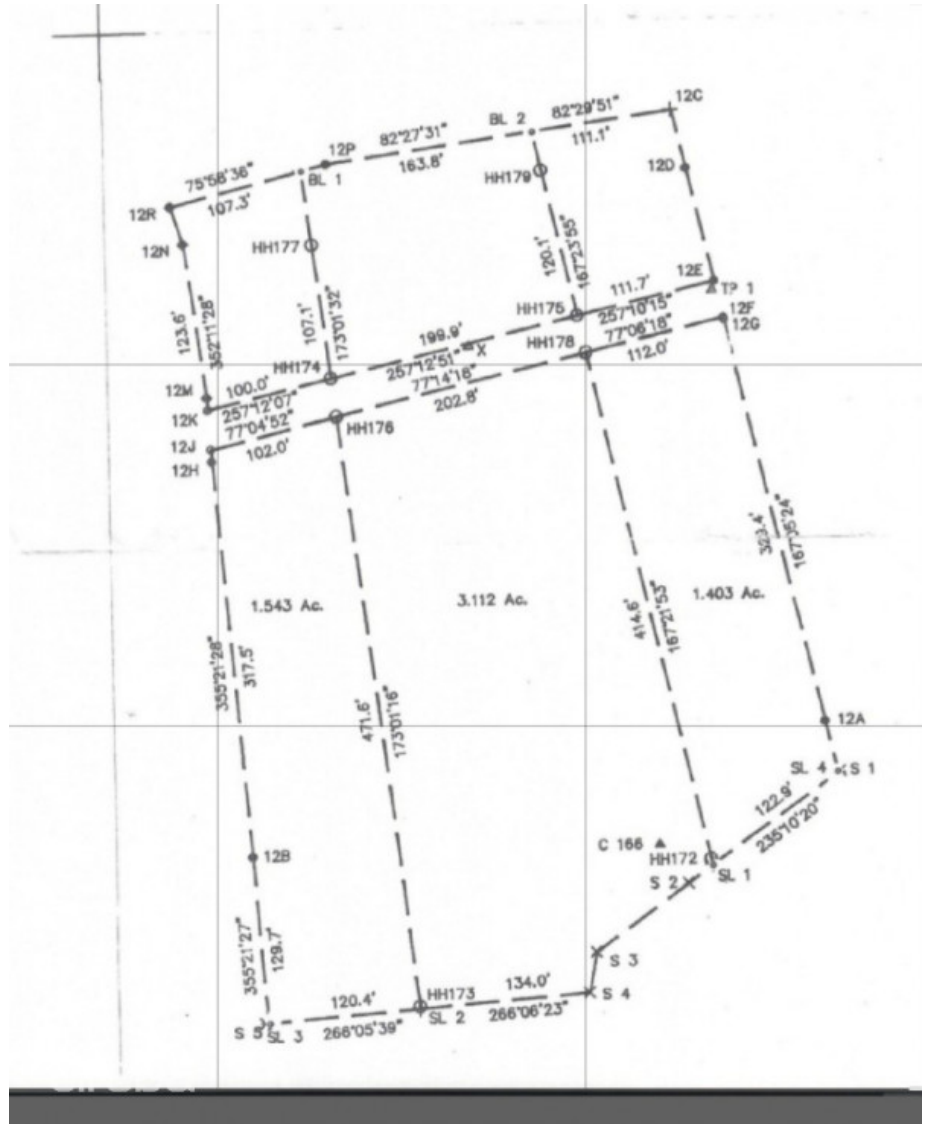 12C
82°29'51"
BL 2
111.1'
82°27'31"
12P
163.8'
12D
75°58'36"
BL 1
HH179
107.3'
12R
12N
HH177
120.1'
167°23'55"
12E
TP 1
111.7'
257°10'15"
12F
12G
HH175
77°06'18"
112.0'
HH178
123.6'
352°11'28"
107.1'
173°01'32"
199.9'
X
257°12'51"
77°14'18"
202.8'
HH174
12M
100.0'
12K
257°12'07"
77°04'52"
HH176
12J
102.0'
12H
323.4'
1.543 Ac.
3.112 Ac.
1.403 Ac.
414.6'
167°21'53"
355°21'28"
317.5'
471.6'
173°01'16"
12A
SL 4
S 1
122.9'
235°10'20"
C 166
HH172
SL 1
12B
S 2
S 3
355°21'27"
129.7'
134.0'
HH173
S 4
120.4'
SL 2
266°06'23"
SL 3
266°05'39"